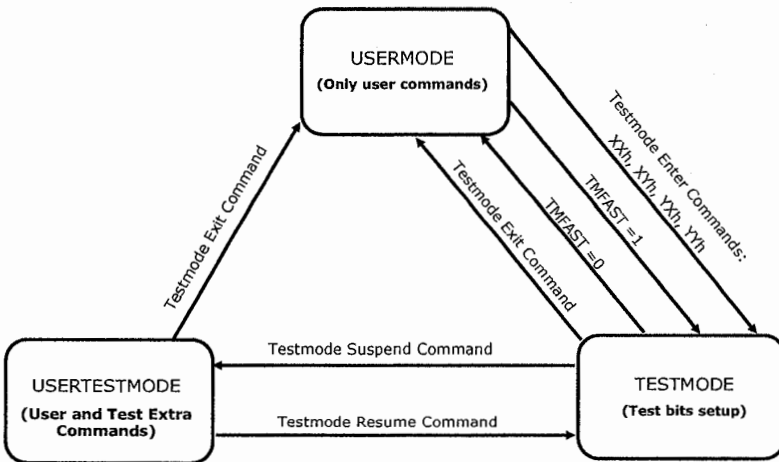 USERMODE
(Only user commands)
Testmode Enter Commands:
XXh, XYh, YXh, YYh
TMFAST =1
TMFAST =0
Testmode Exit Command
Testmode Exit Command
Testmode Suspend Command
USERTESTMODE
(User and Test Extra
Commands)
Testmode Resume Command
TESTMODE
(Test bits setup)